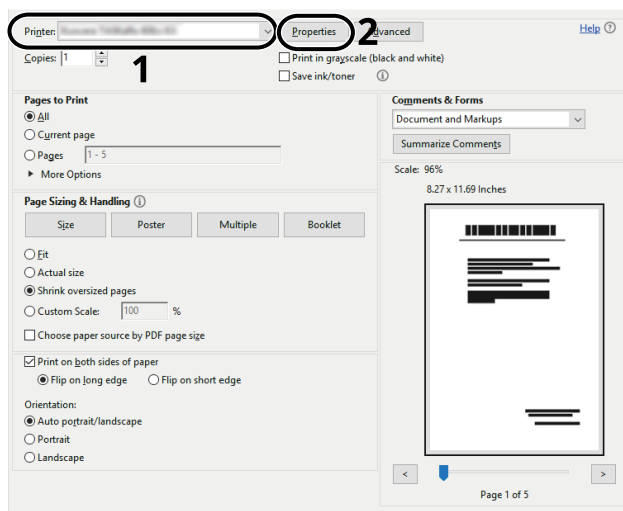 Printer:
Properties
2
Advanced
Help
1
Copies: 1
Print in grayscale (black and white)
Save ink/toner
Pages to Print
All
Current page
Pages 1 - 5
More Options
Comments & Forms
Document and Markups
Summarize Comments
Scale: 96%
8.27 x 11.69 Inches
Page Sizing & Handling
Size Poster Multiple Booklet
Fit
Actual size
Shrink oversized pages
Custom Scale: 100 %
Choose paper source by PDF page size
Print on both sides of paper
Flip on long edge Flip on short edge
Orientation:
Auto portrait/landscape
Portrait
Landscape
< >
Page 1 of 5